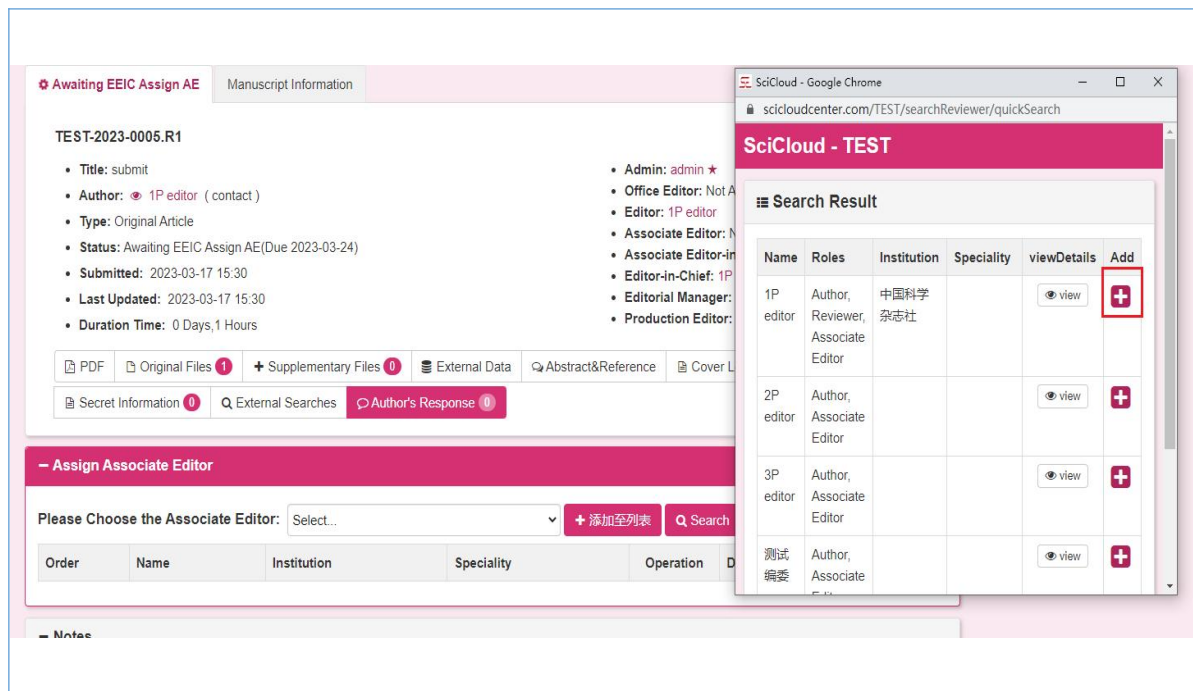 Awaiting EEIC Assign AE
Manuscript Information
TEST-2023-0005.R1
Title: submit
Author: 1P editor ( contact )
Type: Original Article
Status: Awaiting EEIC Assign AE(Due 2023-03-24)
Submitted: 2023-03-17 15:30
Last Updated: 2023-03-17 15:30
Duration Time: 0 Days,1 Hours
Admin: admin ★
Office Editor: Not A
Editor: 1P editor
Associate Editor: N
Associate Editor-in
Editor-in-Chief: 1P
Editorial Manager:
Production Editor:
PDF
Original Files 1
Supplementary Files 0
External Data
Abstract&Reference
Cover L
Secret Information 0
External Searches
Author's Response 0
Assign Associate Editor
Please Choose the Associate Editor: Select...
添加至列表
Search
Order Name Institution Speciality Operation D
Notes
SciCloud - Google Chrome
scicloudcenter.com/TEST/searchReviewer/quickSearch
SciCloud - TEST
Search Result
Name Roles Institution Speciality viewDetails Add
1P Author, 中国科学 view
editor Reviewer, 杂志社
Associate
Editor
2P Author, view
editor Associate
Editor
3P Author, view
editor Associate
Editor
测试 Author, view
编委 Associate